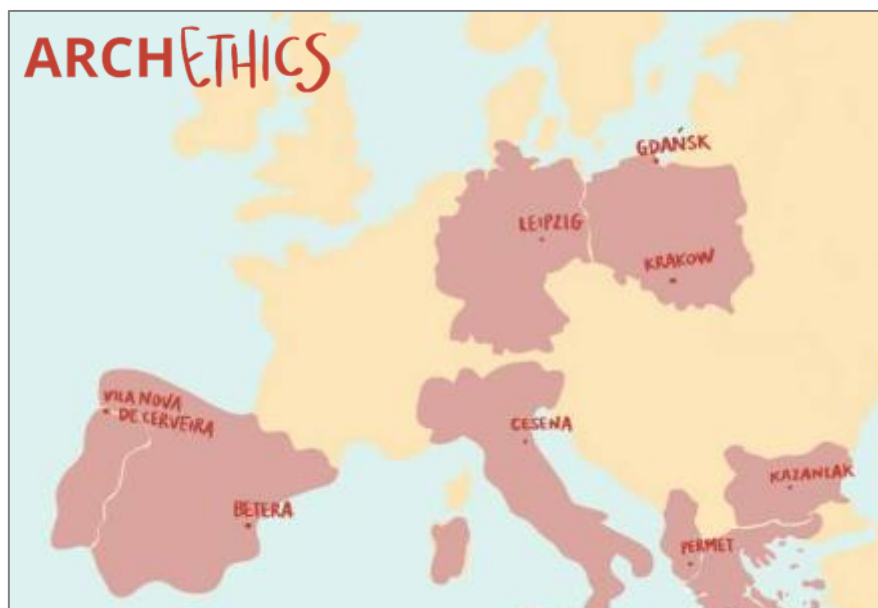 ARCHETHICS
GDAŃSK
LEIPZIG
KRAKOW
VILA NOVA
DE CERVEIRA
CESENA
KAZANLAK
BETERA
PERMET